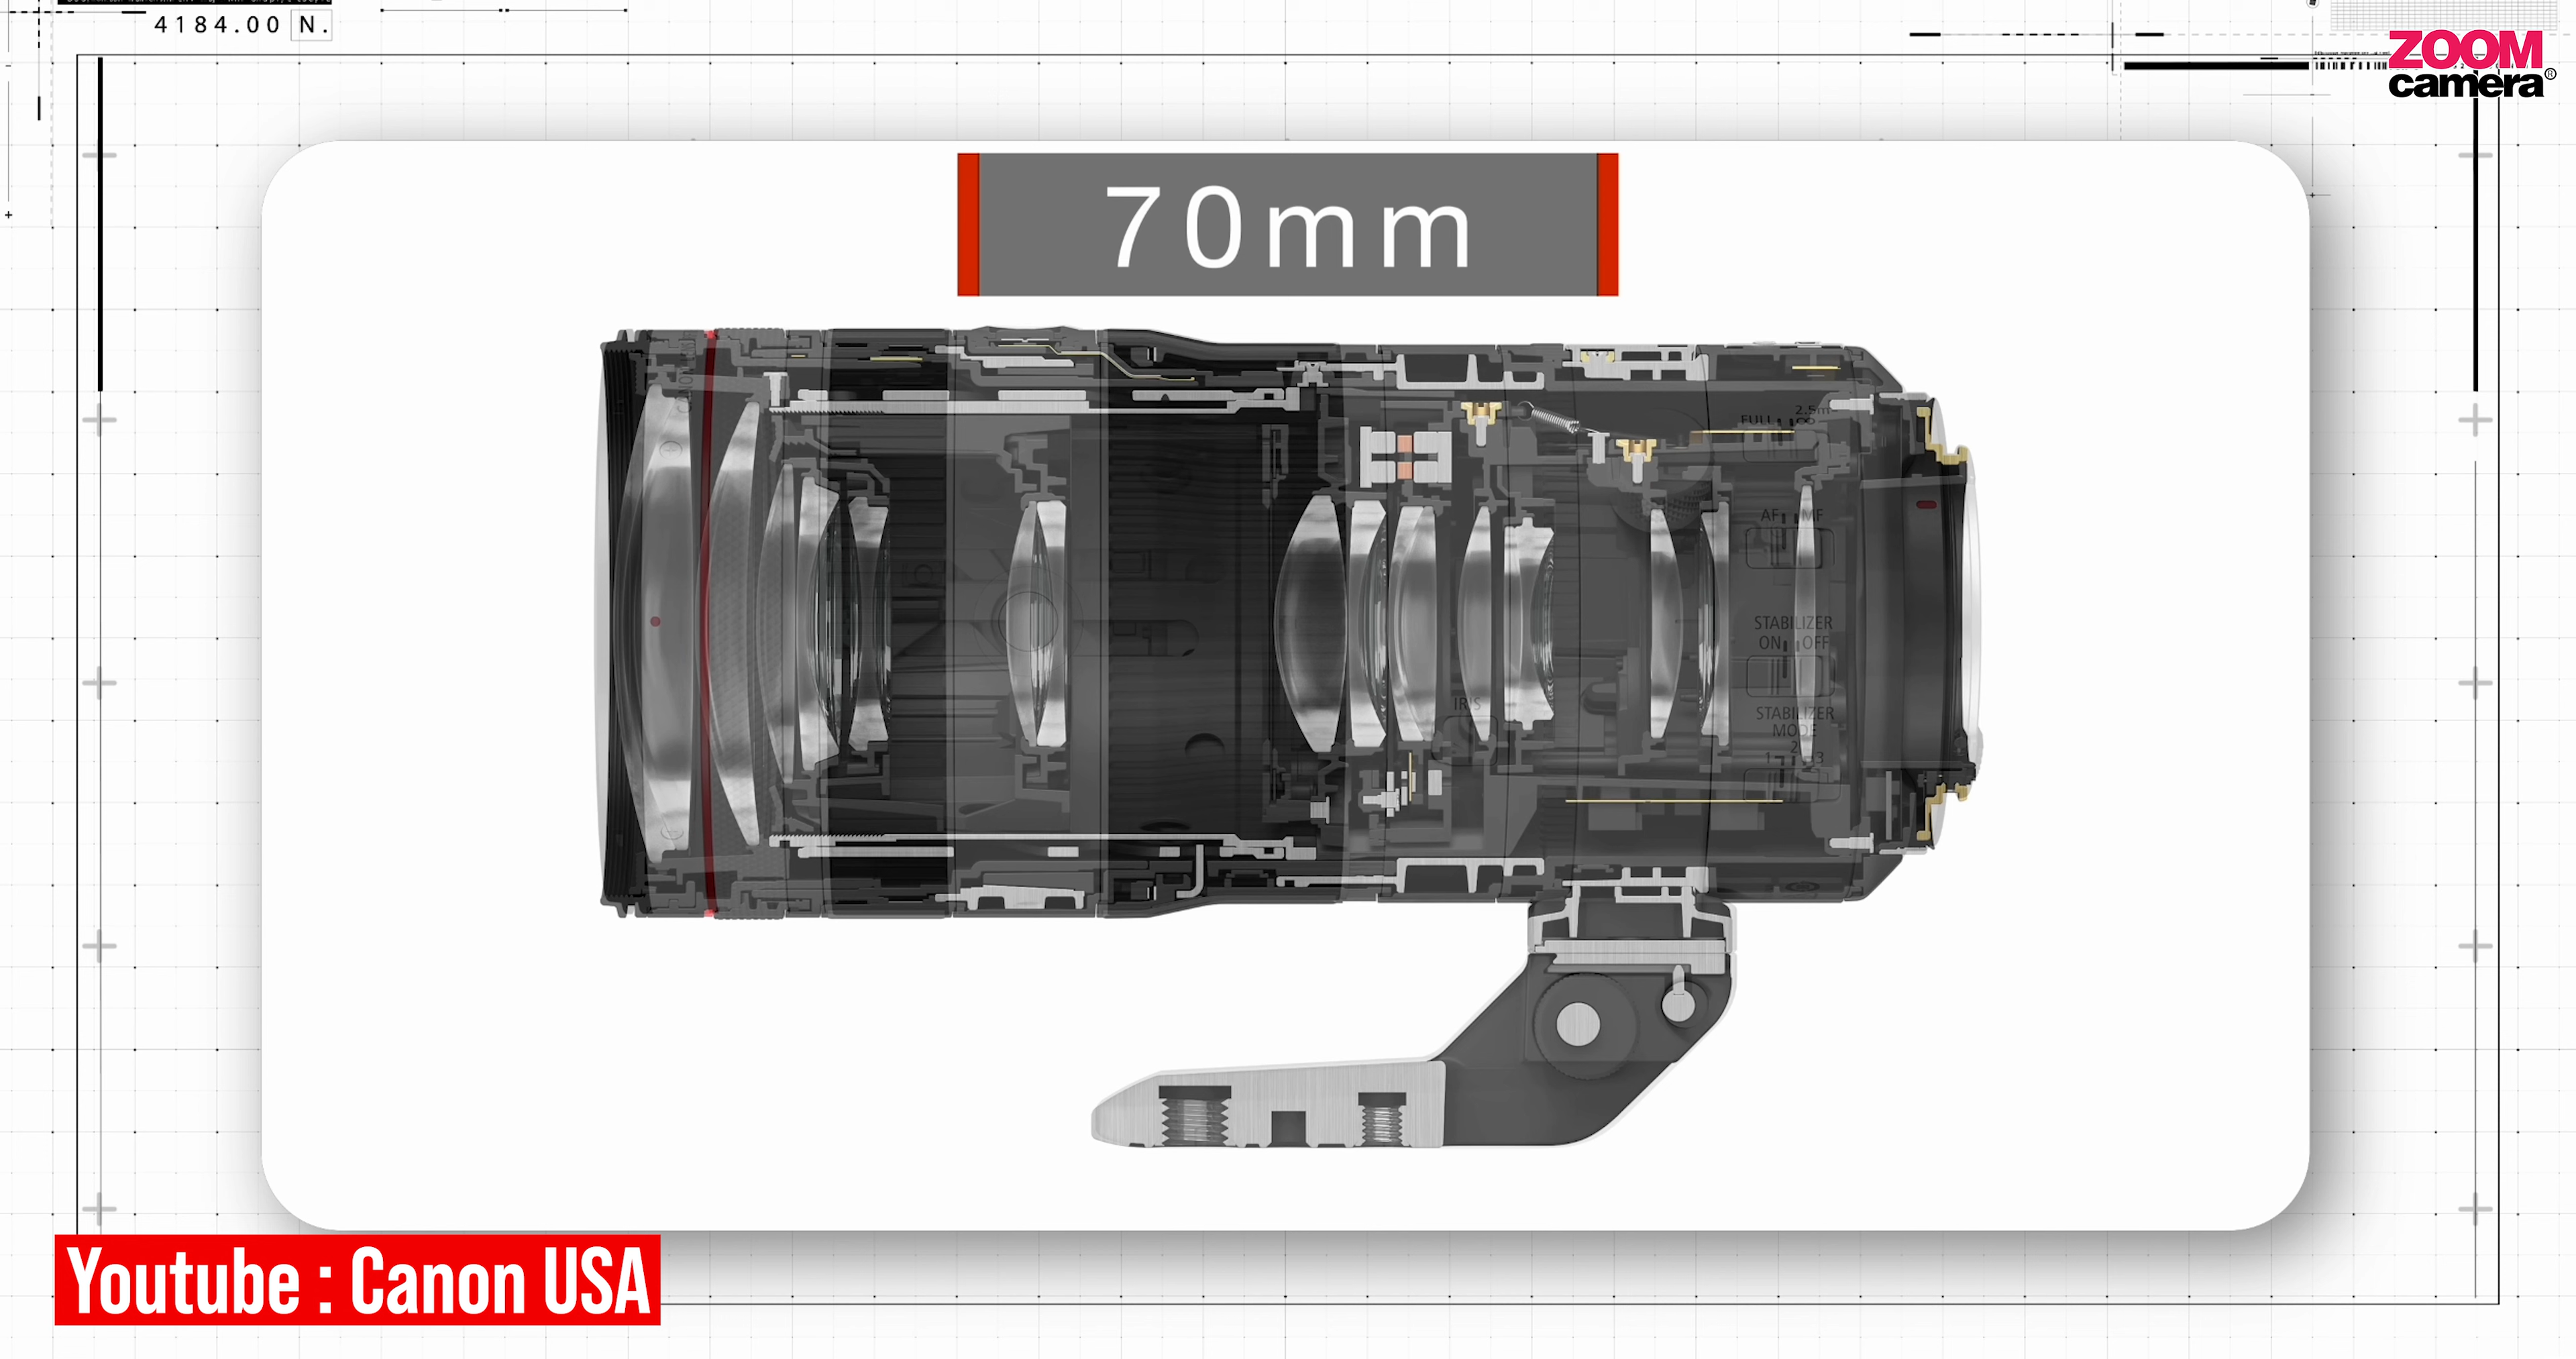 4184.00 N.
ZOOM
camera®
70mm
FULL
2.5m
AF MF
STABILIZER
ON OFF
STABILIZER
MODE
2
1 3
IRIS
Youtube : Canon USA